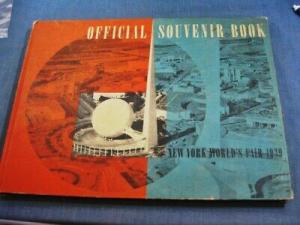 OFFICIAL SOUVENIR BOOK
NEW YORK WORLD'S FAIR 1939